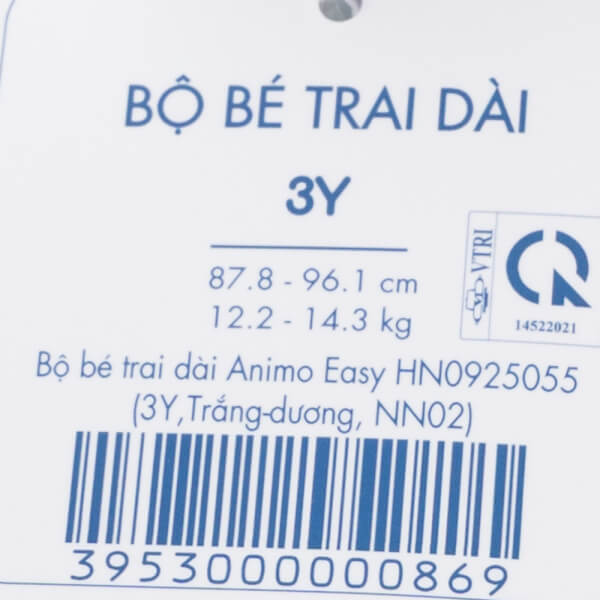 BỘ BÉ TRAI DÀI
3Y
87.8 - 96.1 cm
12.2 - 14.3 kg
VTRI
14522021
Bộ bé trai dài Animo Easy HN0925055
(3Y,Trắng-dương, NN02)
3953000000869